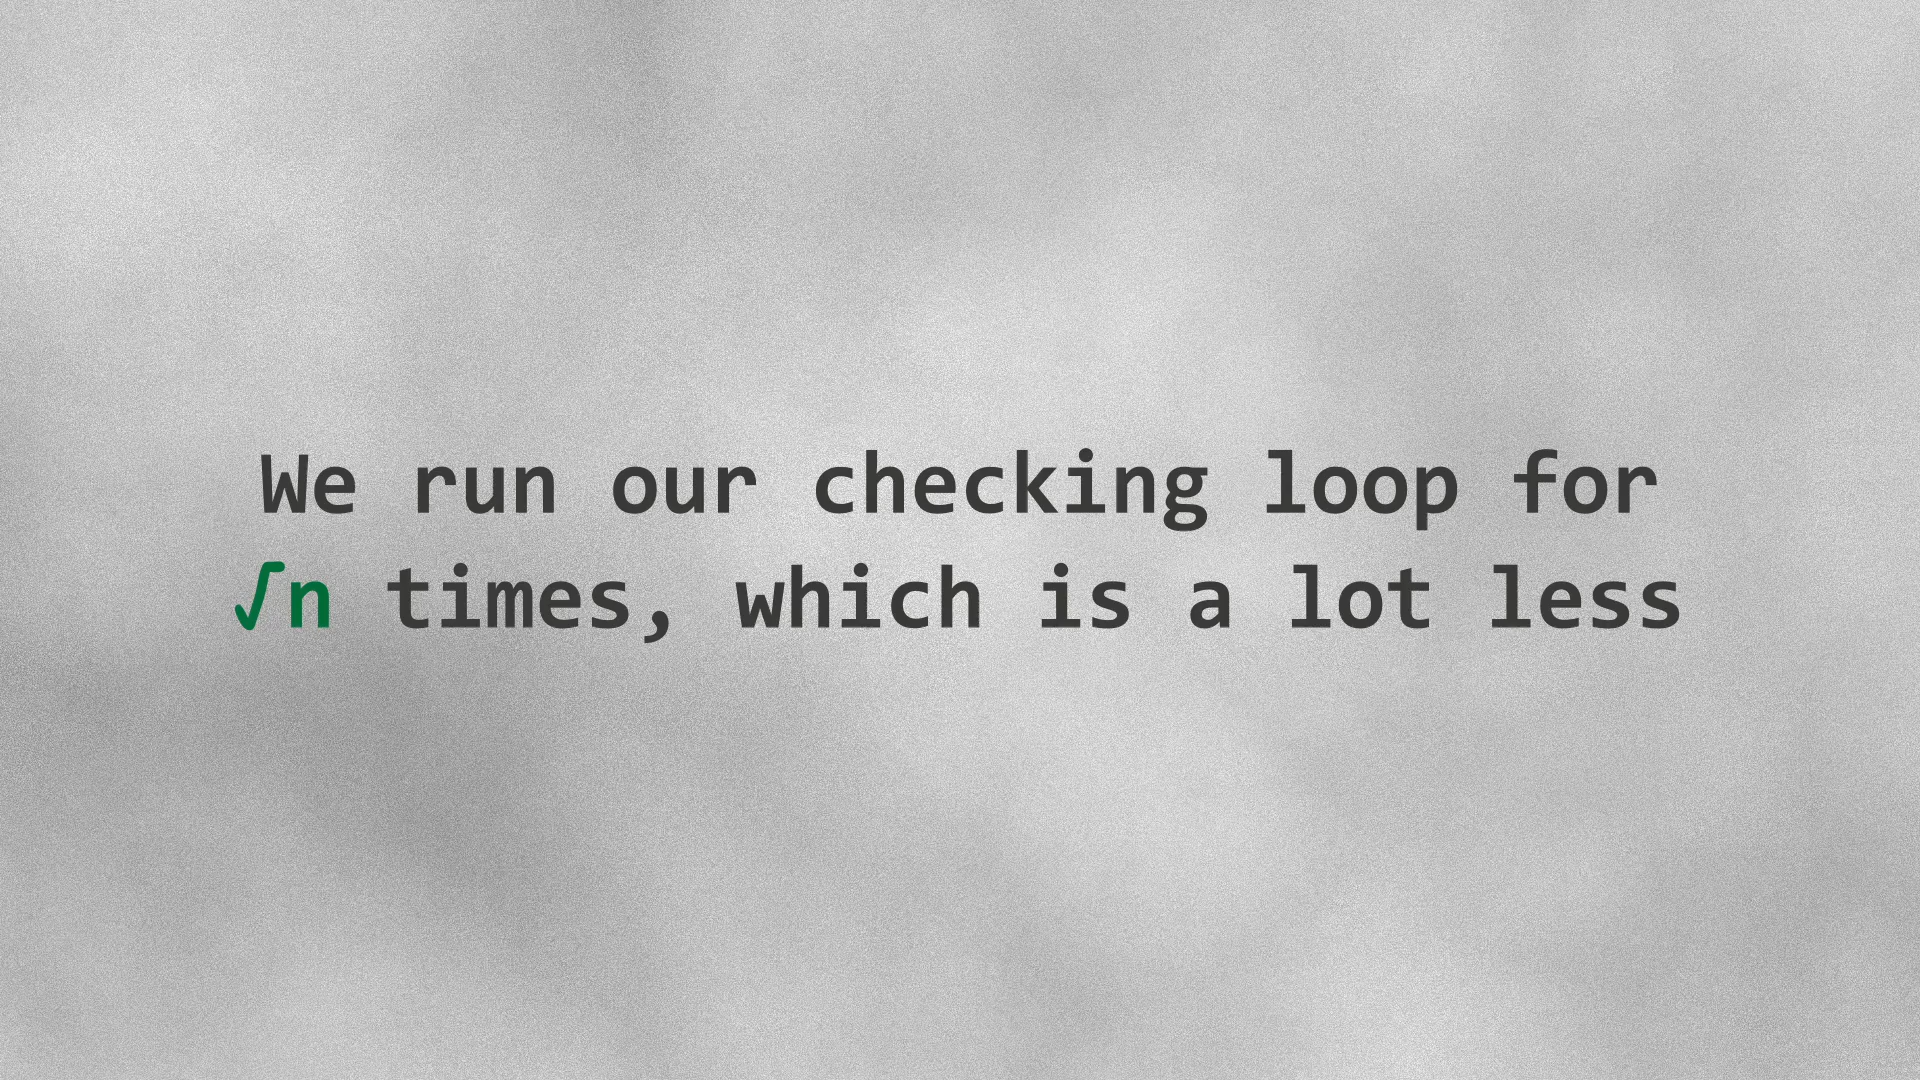 We run our checking loop for
√n times, which is a lot less